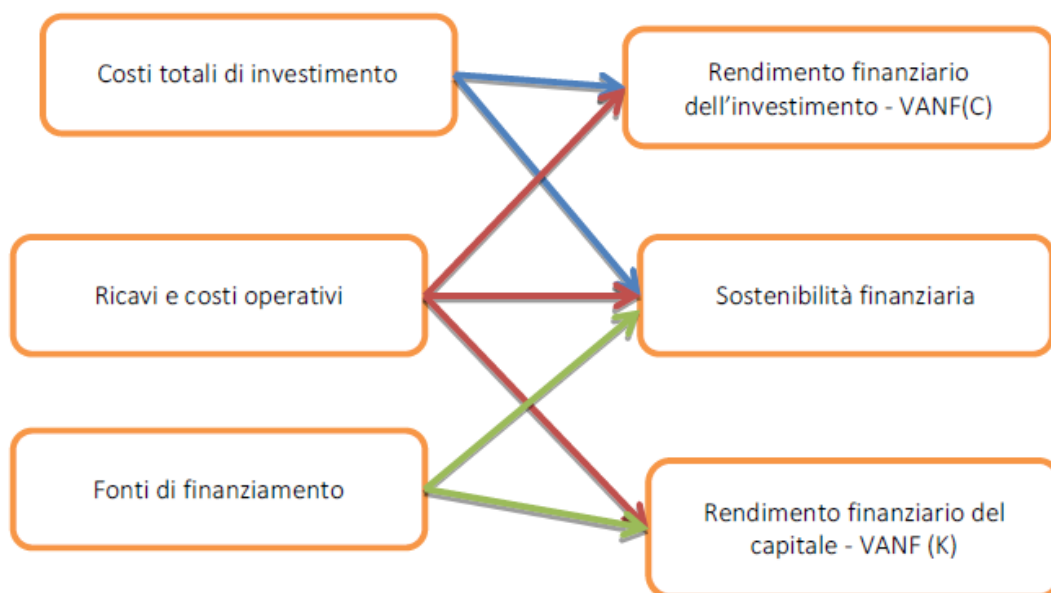 Costi totali di investimento
Rendimento finanziario
dell'investimento - VANF(C)
Ricavi e costi operativi
Sostenibilità finanziaria
Fonti di finanziamento
Rendimento finanziario del
capitale - VANF (K)